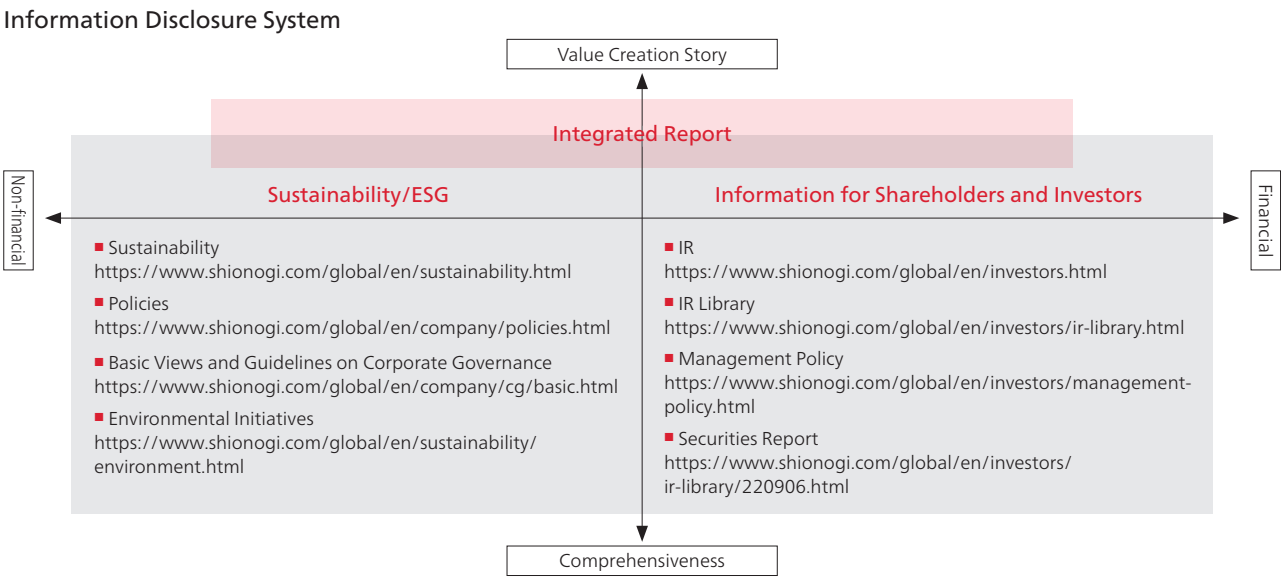 Information Disclosure System
Value Creation Story
Integrated Report
Non-financial
Financial
Sustainability/ESG
■ Sustainability
https://www.shionogi.com/global/en/sustainability.html
■ Policies
https://www.shionogi.com/global/en/company/policies.html
■ Basic Views and Guidelines on Corporate Governance
https://www.shionogi.com/global/en/company/cg/basic.html
■ Environmental Initiatives
https://www.shionogi.com/global/en/sustainability/
environment.html
Information for Shareholders and Investors
■ IR
https://www.shionogi.com/global/en/investors.html
■ IR Library
https://www.shionogi.com/global/en/investors/ir-library.html
■ Management Policy
https://www.shionogi.com/global/en/investors/management-
policy.html
■ Securities Report
https://www.shionogi.com/global/en/investors/
ir-library/220906.html
Comprehensiveness